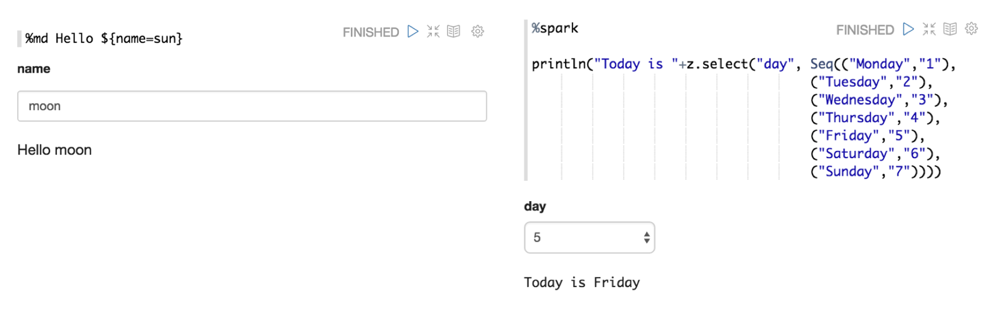 %md Hello ${name=sun}
FINISHED
name
moon
Hello moon
%spark
FINISHED
println("Today is "+z.select("day", Seq(("Monday","1"),
("Tuesday","2"),
("Wednesday","3"),
("Thursday","4"),
("Friday","5"),
("Saturday","6"),
("Sunday","7"))))
day
5
Today is Friday